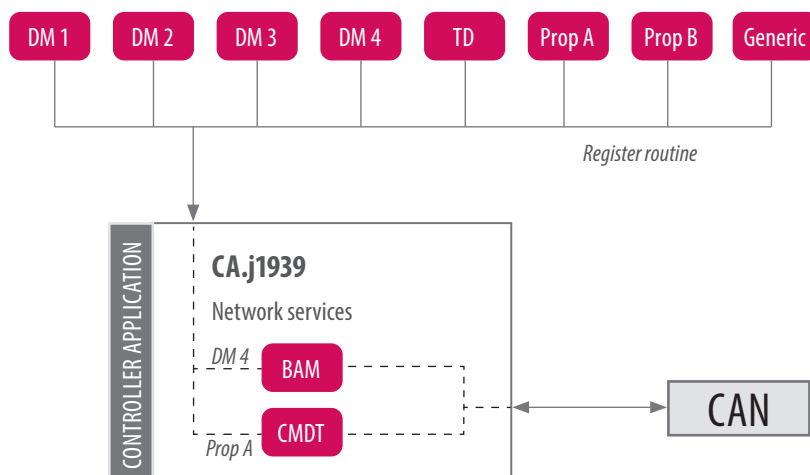 DM 1
DM 2
DM 3
DM 4
TD
Prop A
Prop B
Generic
Register routine
CONTROLLER APPLICATION
CA.j1939
Network services
DM 4
BAM
Prop A
CMDT
CAN